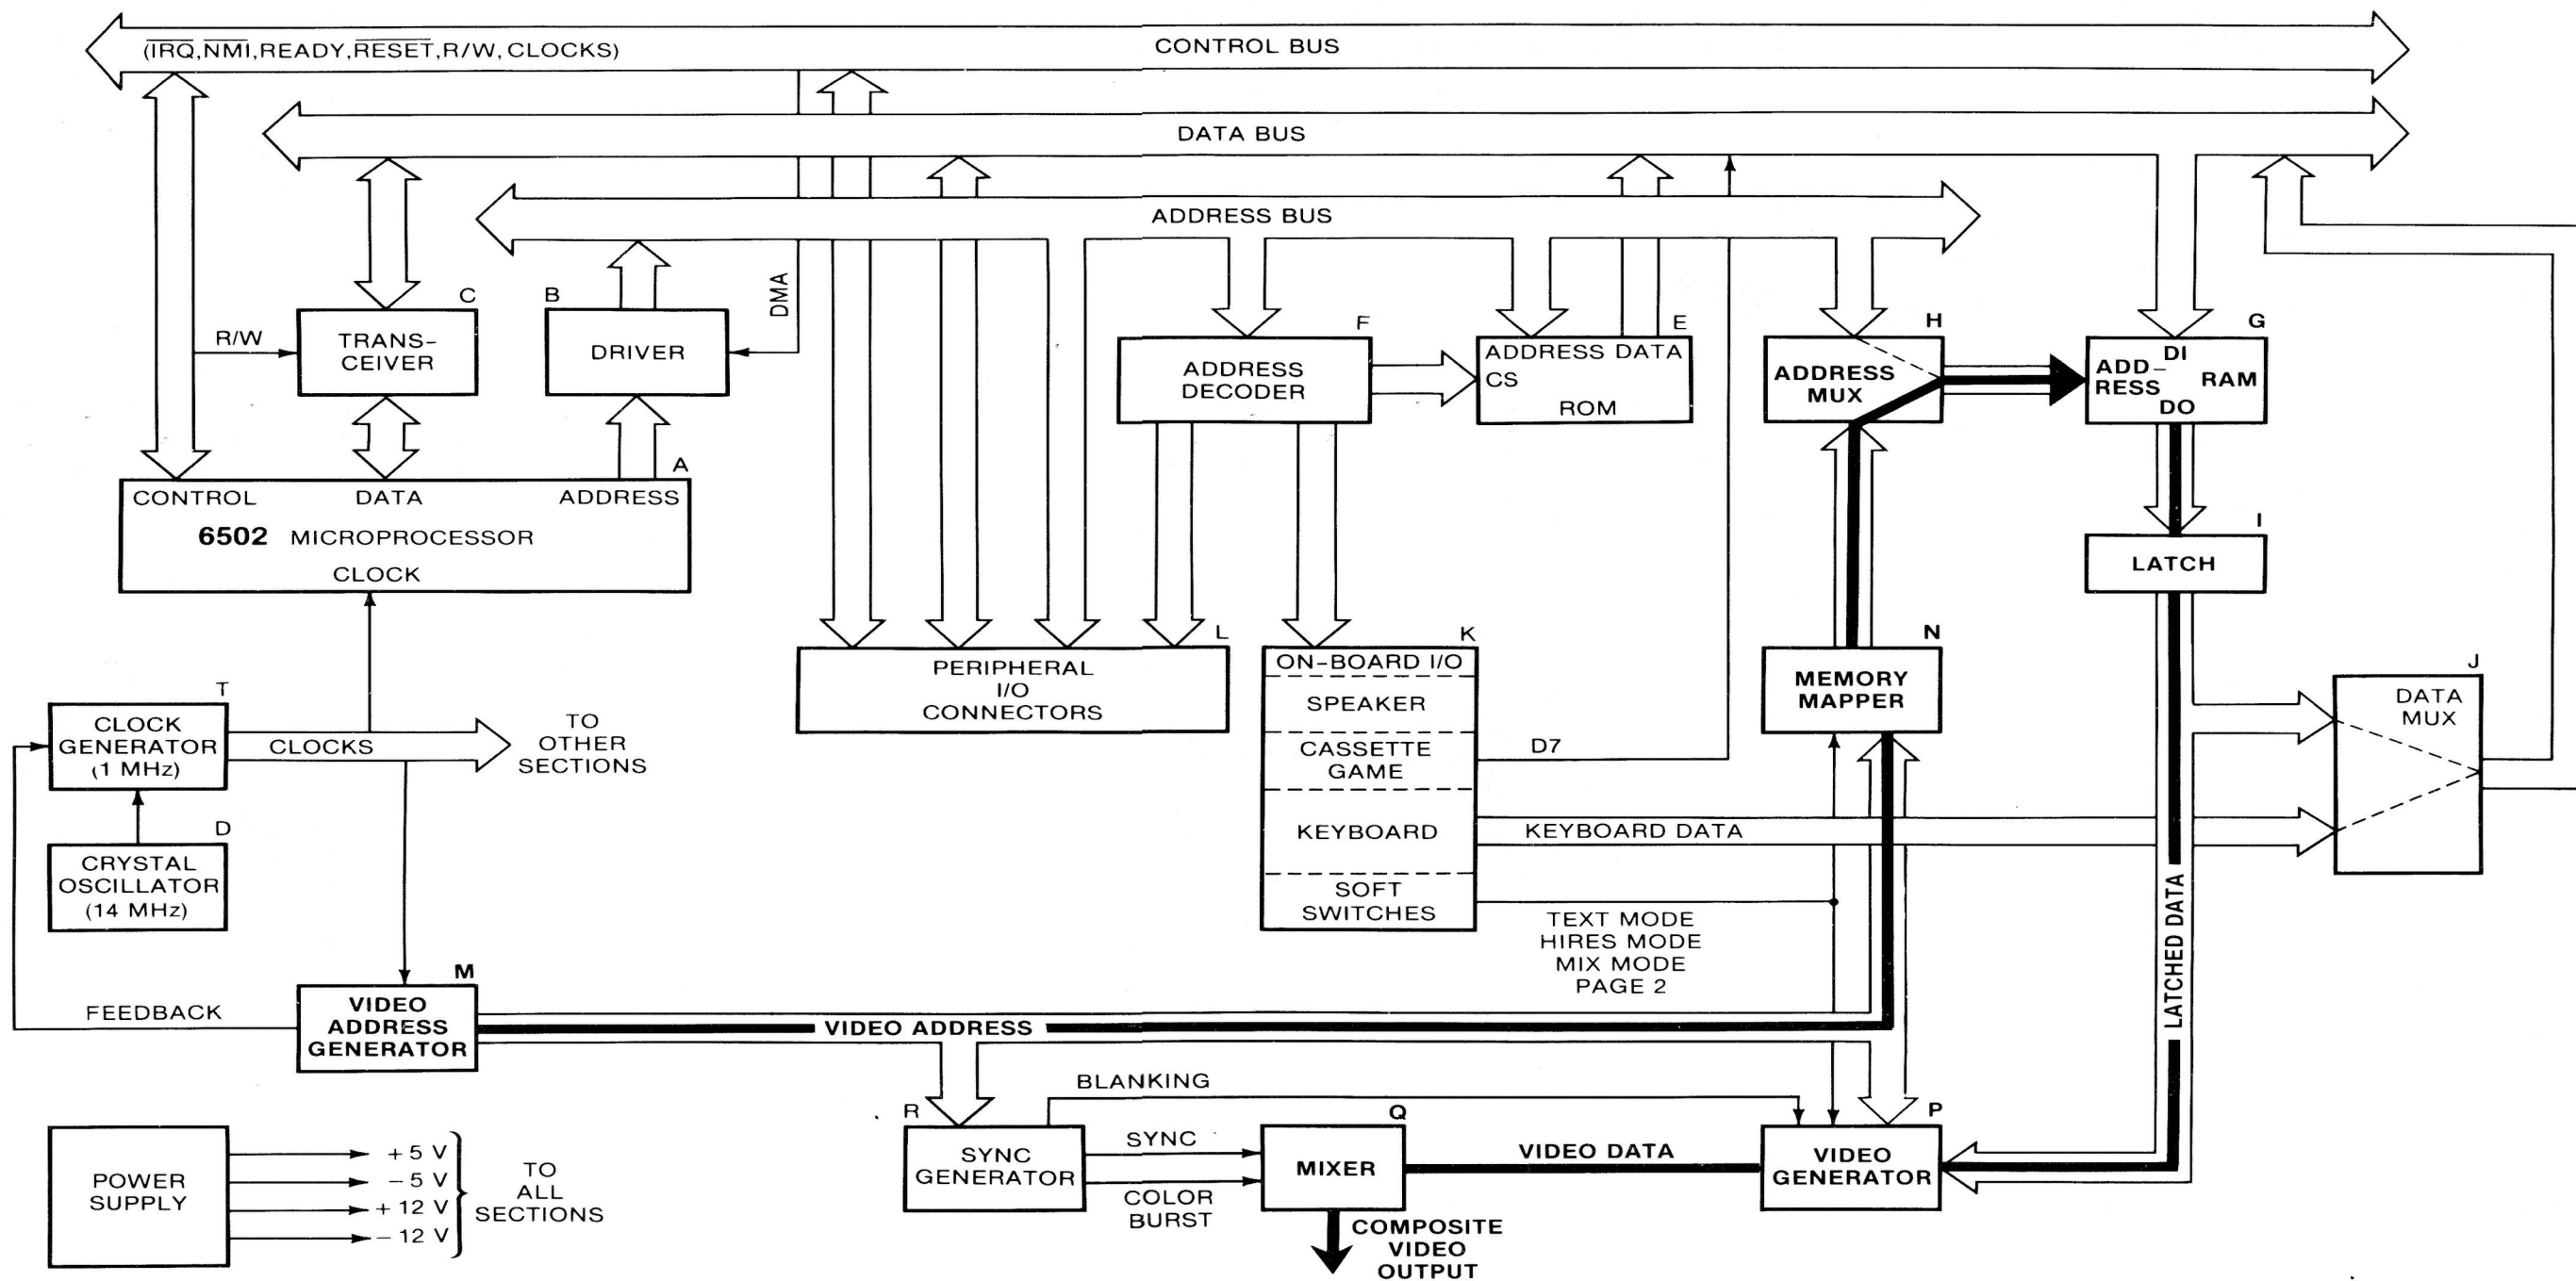 (IRQ,NMI,READY,RESET,R/W, CLOCKS)
CONTROL BUS
DATA BUS
ADDRESS BUS
DMA
C
TRANS-
CEIVER
R/W
B
DRIVER
A
CONTROL
DATA
ADDRESS
6502 MICROPROCESSOR
CLOCK
F
ADDRESS
DECODER
E
ADDRESS DATA
CS
ROM
H
ADDRESS
MUX
G
DI
ADD-
RESS
RAM
DO
I
LATCH
L
PERIPHERAL
I/O
CONNECTORS
K
ON-BOARD I/O
SPEAKER
CASSETTE
GAME
KEYBOARD
SOFT
SWITCHES
D7
KEYBOARD DATA
TEXT MODE
HIRES MODE
MIX MODE
PAGE 2
N
MEMORY
MAPPER
J
DATA
MUX
LATCHED DATA
T
CLOCK
GENERATOR
(1 MHz)
CLOCKS
TO
OTHER
SECTIONS
D
CRYSTAL
OSCILLATOR
(14 MHz)
FEEDBACK
M
VIDEO
ADDRESS
GENERATOR
VIDEO ADDRESS
BLANKING
R
SYNC
GENERATOR
SYNC
COLOR
BURST
Q
MIXER
VIDEO DATA
P
VIDEO
GENERATOR
COMPOSITE
VIDEO
OUTPUT
POWER
SUPPLY
+ 5 V
− 5 V
+ 12 V
− 12 V
TO
ALL
SECTIONS